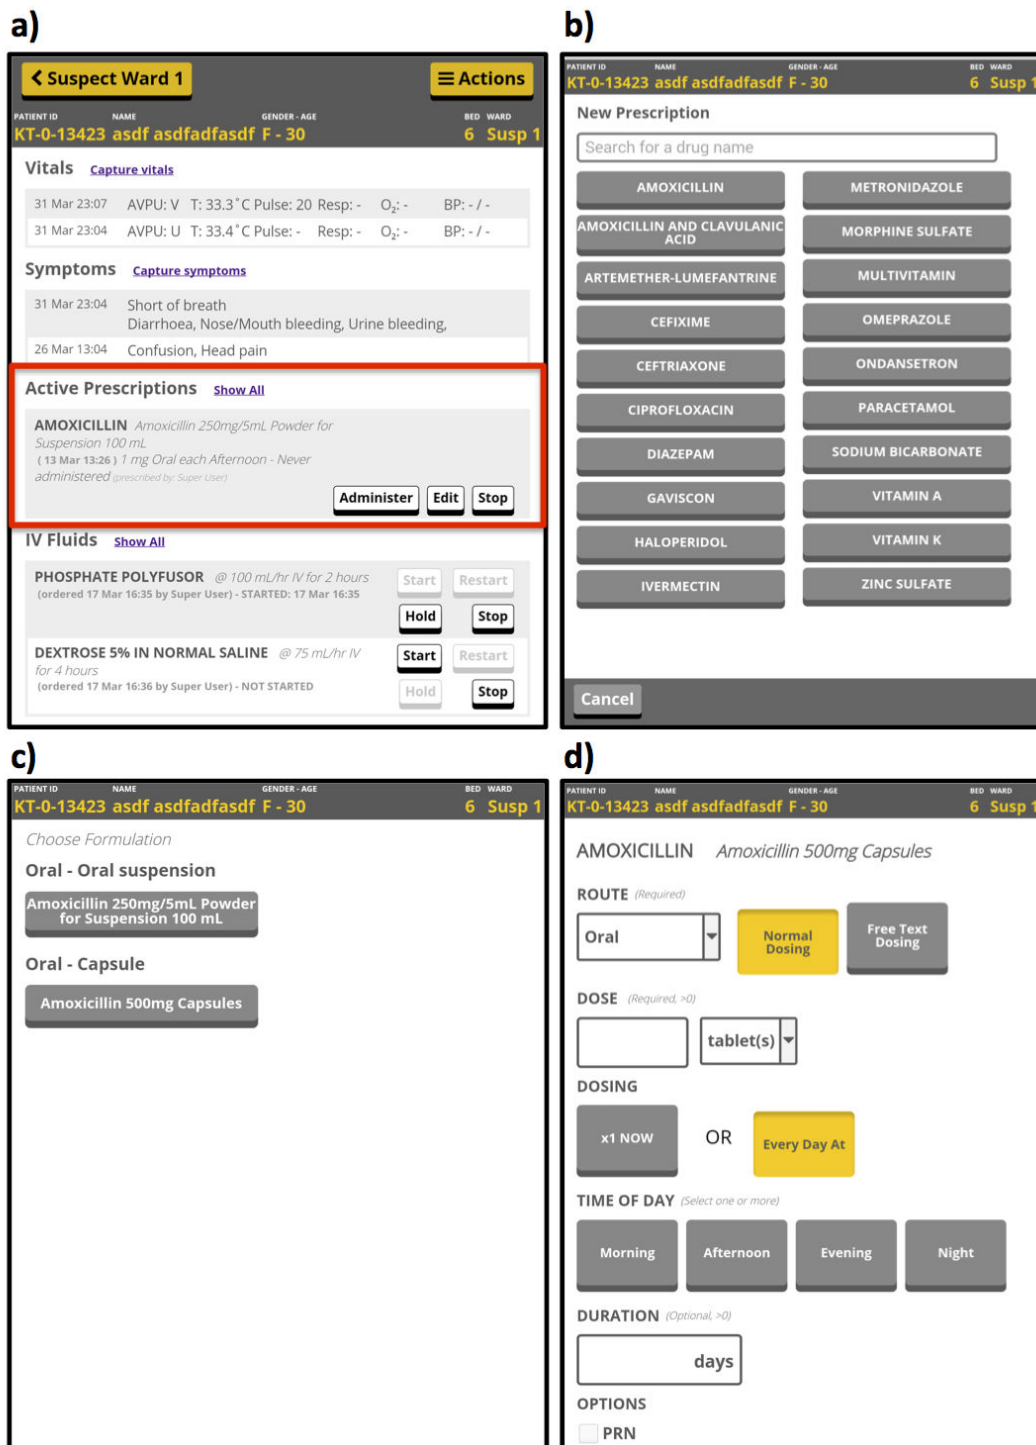 a)
< Suspect Ward 1
≡ Actions
PATIENT ID NAME GENDER - AGE BED WARD
KT-0-13423 asdf asdfadfasdf F - 30 6 Susp 1
Vitals Capture vitals
31 Mar 23:07 AVPU: V T: 33.3˚C Pulse: 20 Resp: - O₂: - BP: - / -
31 Mar 23:04 AVPU: U T: 33.4˚C Pulse: - Resp: - O₂: - BP: - / -
Symptoms Capture symptoms
31 Mar 23:04 Short of breath
Diarrhoea, Nose/Mouth bleeding, Urine bleeding,
26 Mar 13:04 Confusion, Head pain
Active Prescriptions Show All
AMOXICILLIN Amoxicillin 250mg/5mL Powder for
Suspension 100 mL
( 13 Mar 13:26 ) 1 mg Oral each Afternoon - Never
administered (prescribed by: Super User)
Administer Edit Stop
IV Fluids Show All
PHOSPHATE POLYFUSOR @ 100 mL/hr IV for 2 hours
(ordered 17 Mar 16:35 by Super User) - STARTED: 17 Mar 16:35
Start Restart
Hold Stop
DEXTROSE 5% IN NORMAL SALINE @ 75 mL/hr IV
for 4 hours
(ordered 17 Mar 16:36 by Super User) - NOT STARTED
Start Restart
Hold Stop
b)
PATIENT ID NAME GENDER - AGE BED WARD
KT-0-13423 asdf asdfadfasdf F - 30 6 Susp 1
New Prescription
Search for a drug name
AMOXICILLIN
AMOXICILLIN AND CLAVULANIC
ACID
ARTEMETHER-LUMEFANTRINE
CEFIXIME
CEFTRIAXONE
CIPROFLOXACIN
DIAZEPAM
GAVISCON
HALOPERIDOL
IVERMECTIN
METRONIDAZOLE
MORPHINE SULFATE
MULTIVITAMIN
OMEPRAZOLE
ONDANSETRON
PARACETAMOL
SODIUM BICARBONATE
VITAMIN A
VITAMIN K
ZINC SULFATE
Cancel
c)
PATIENT ID NAME GENDER - AGE BED WARD
KT-0-13423 asdf asdfadfasdf F - 30 6 Susp 1
Choose Formulation
Oral - Oral suspension
Amoxicillin 250mg/5mL Powder
for Suspension 100 mL
Oral - Capsule
Amoxicillin 500mg Capsules
d)
PATIENT ID NAME GENDER - AGE BED WARD
KT-0-13423 asdf asdfadfasdf F - 30 6 Susp 1
AMOXICILLIN Amoxicillin 500mg Capsules
ROUTE (Required)
Oral
Normal
Dosing
Free Text
Dosing
DOSE (Required, >0)
tablet(s)
DOSING
x1 NOW OR Every Day At
TIME OF DAY (Select one or more)
Morning Afternoon Evening Night
DURATION (Optional, >0)
days
OPTIONS
PRN